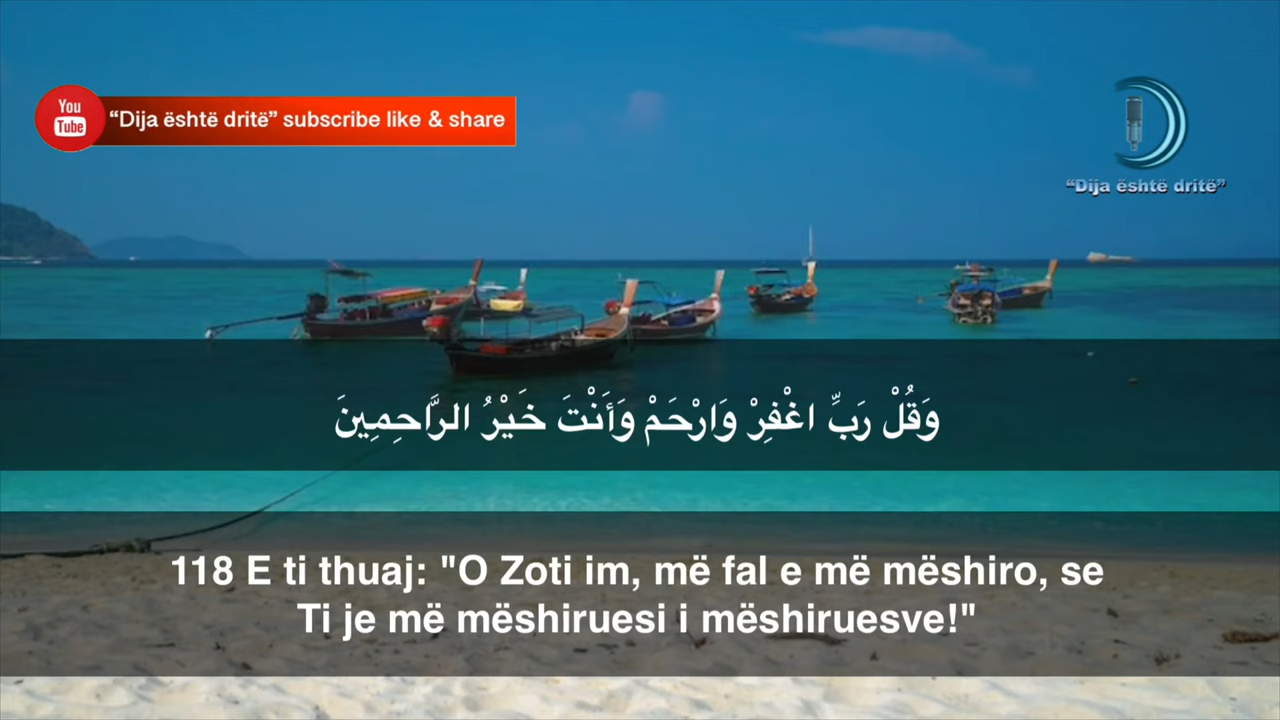 You
Tube
“Dija është dritë” subscribe like & share
“Dija është dritë”
وَقُلْ رَبِّ اغْفِرْ وَارْحَمْ وَأَنْتَ خَيْرُ الرَّاحِمِينَ
118 E ti thuaj: "O Zoti im, më fal e më mëshiro, se
Ti je më mëshiruesi i mëshiruesve!"